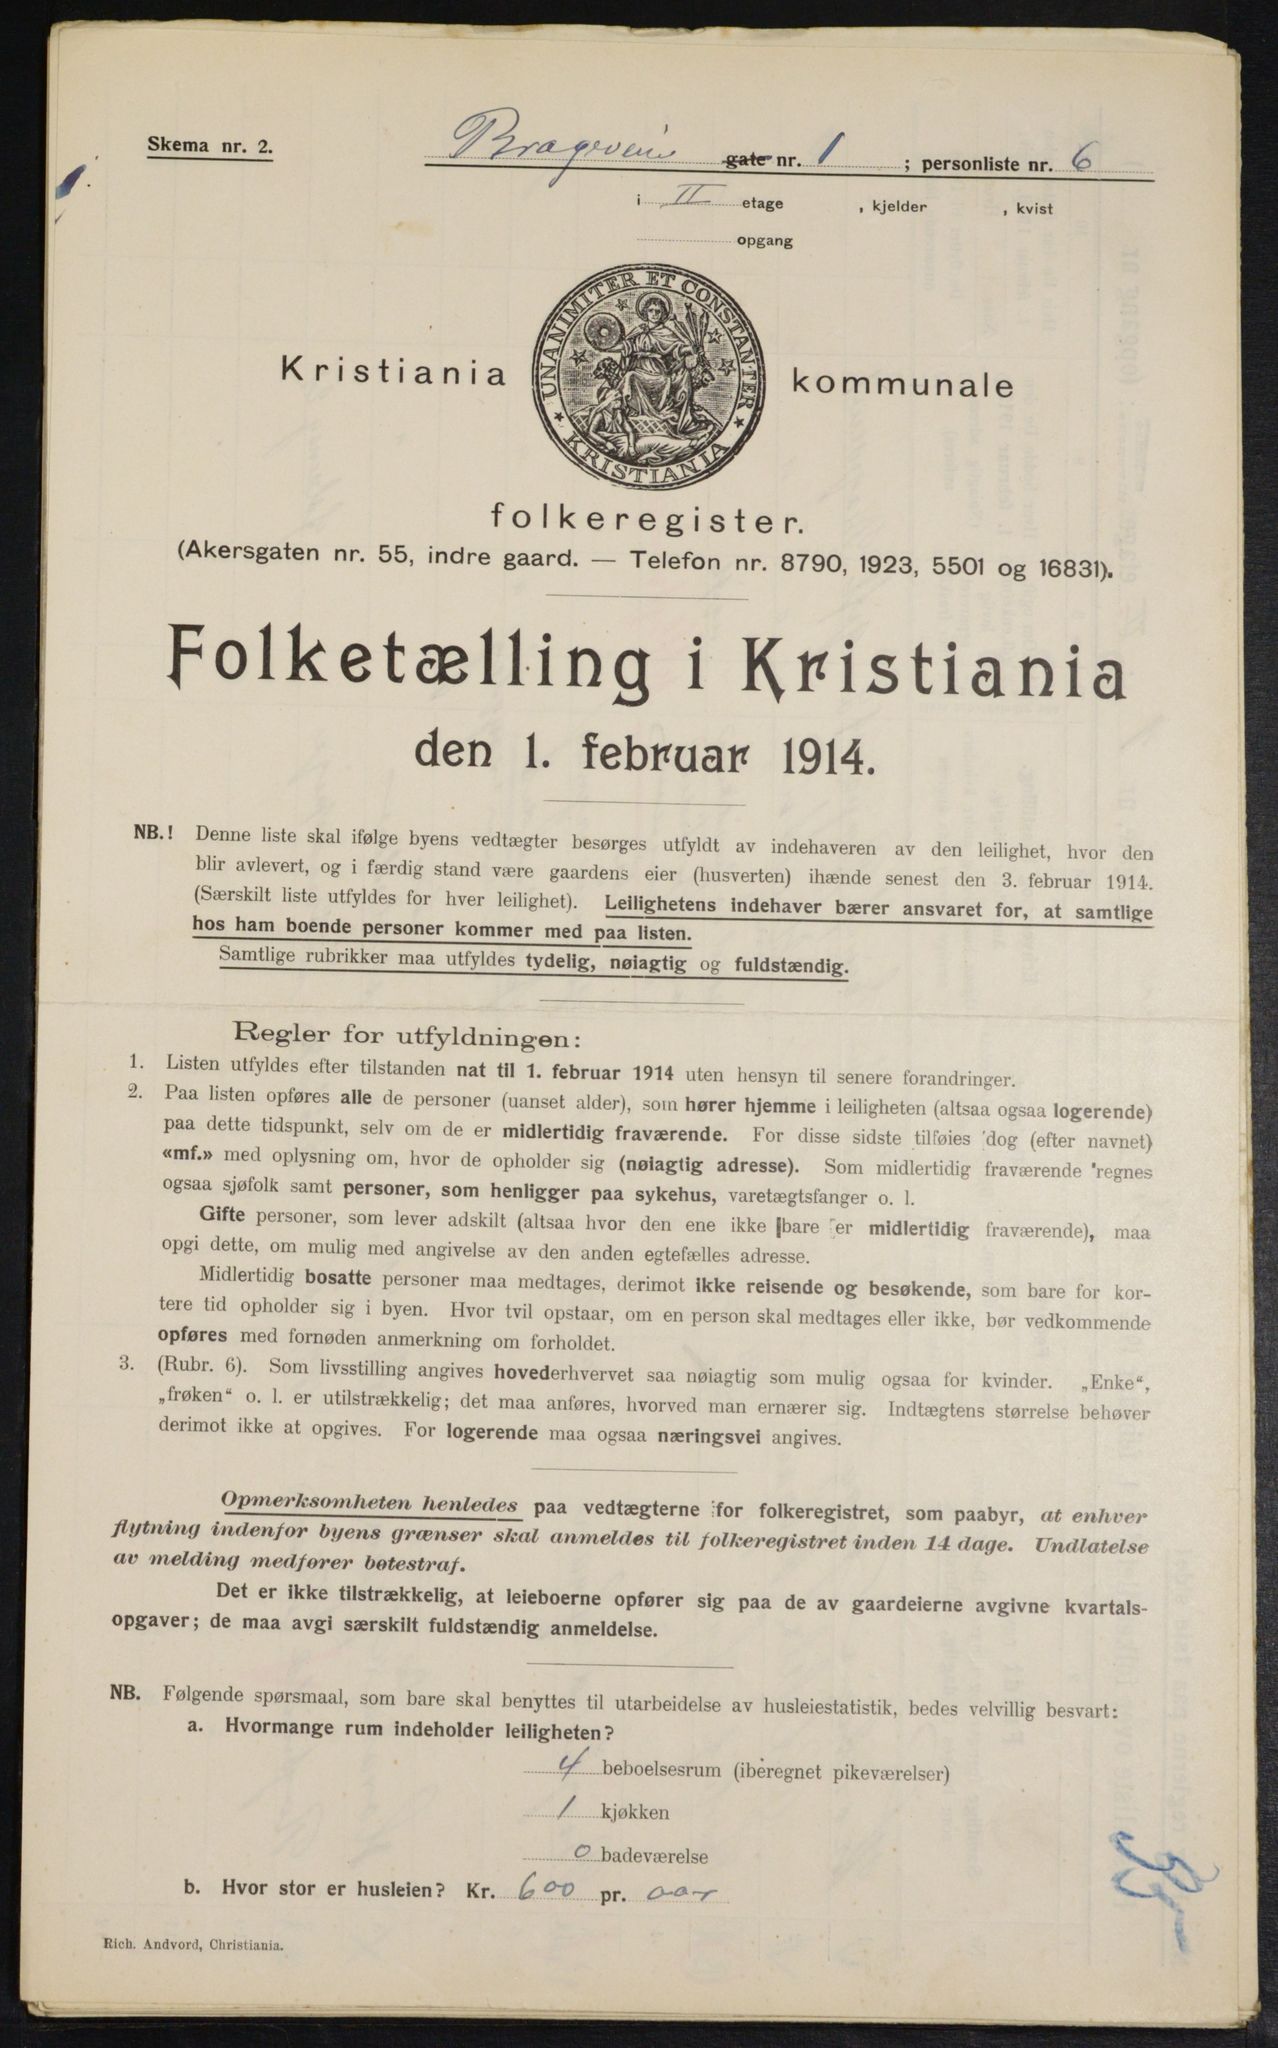 Skema nr. 2.
Brageveien gate nr. 1 ; personliste nr. 6
i II etage , kjelder , kvist
opgang
UNANIMITER ET CONSTANTER
KRISTIANIA
Kristiania kommunale
folkeregister.
(Akersgaten nr. 55, indre gaard. — Telefon nr. 8790, 1923, 5501 og 16831).
Folketælling i Kristiania
den 1. februar 1914.
NB.! Denne liste skal ifølge byens vedtægter besørges utfyldt av indehaveren av den leilighet, hvor den
blir avlevert, og i færdig stand være gaardens eier (husverten) ihænde senest den 3. februar 1914.
(Særskilt liste utfyldes for hver leilighet). Leilighetens indehaver bærer ansvaret for, at samtlige
hos ham boende personer kommer med paa listen.
Samtlige rubrikker maa utfyldes tydelig, nøiagtig og fuldstændig.
Regler for utfyldningen:
1. Listen utfyldes efter tilstanden nat til 1. februar 1914 uten hensyn til senere forandringer.
2. Paa listen opføres alle de personer (uanset alder), som hører hjemme i leiligheten (altsaa ogsaa logerende)
paa dette tidspunkt, selv om de er midlertidig fraværende. For disse sidste tilføies dog (efter navnet)
«mf.» med oplysning om, hvor de opholder sig (nøiagtig adresse). Som midlertidig fraværende regnes
ogsaa sjøfolk samt personer, som henligger paa sykehus, varetægtsfanger o. l.
Gifte personer, som lever adskilt (altsaa hvor den ene ikke bare er midlertidig fraværende), maa
opgi dette, om mulig med angivelse av den anden egtefælles adresse.
Midlertidig bosatte personer maa medtages, derimot ikke reisende og besøkende, som bare for kor-
tere tid opholder sig i byen. Hvor tvil opstaar, om en person skal medtages eller ikke, bør vedkommende
opføres med fornøden anmerkning om forholdet.
3. (Rubr. 6). Som livsstilling angives hovederhvervet saa nøiagtig som mulig ogsaa for kvinder. „Enke“,
„frøken“ o. l. er utilstrækkelig; det maa anføres, hvorved man ernærer sig. Indtægtens størrelse behøver
derimot ikke at opgives. For logerende maa ogsaa næringsvei angives.
Opmerksomheten henledes paa vedtægterne for folkeregistret, som paabyr, at enhver
flytning indenfor byens grænser skal anmeldes til folkeregistret inden 14 dage. Undlatelse
av melding medfører bøtestraf.
Det er ikke tilstrækkelig, at leieboerne opfører sig paa de av gaardeierne avgivne kvartals-
opgaver; de maa avgi særskilt fuldstændig anmeldelse.
NB. Følgende spørsmaal, som bare skal benyttes til utarbeidelse av husleiestatistik, bedes velvillig besvart:
a. Hvormange rum indeholder leiligheten?
4 beboelsesrum (iberegnet pikeværelser)
1 kjøkken
0 badeværelse
b. Hvor stor er husleien? Kr. 600 pr. aar
Rich. Andvord, Christiania.